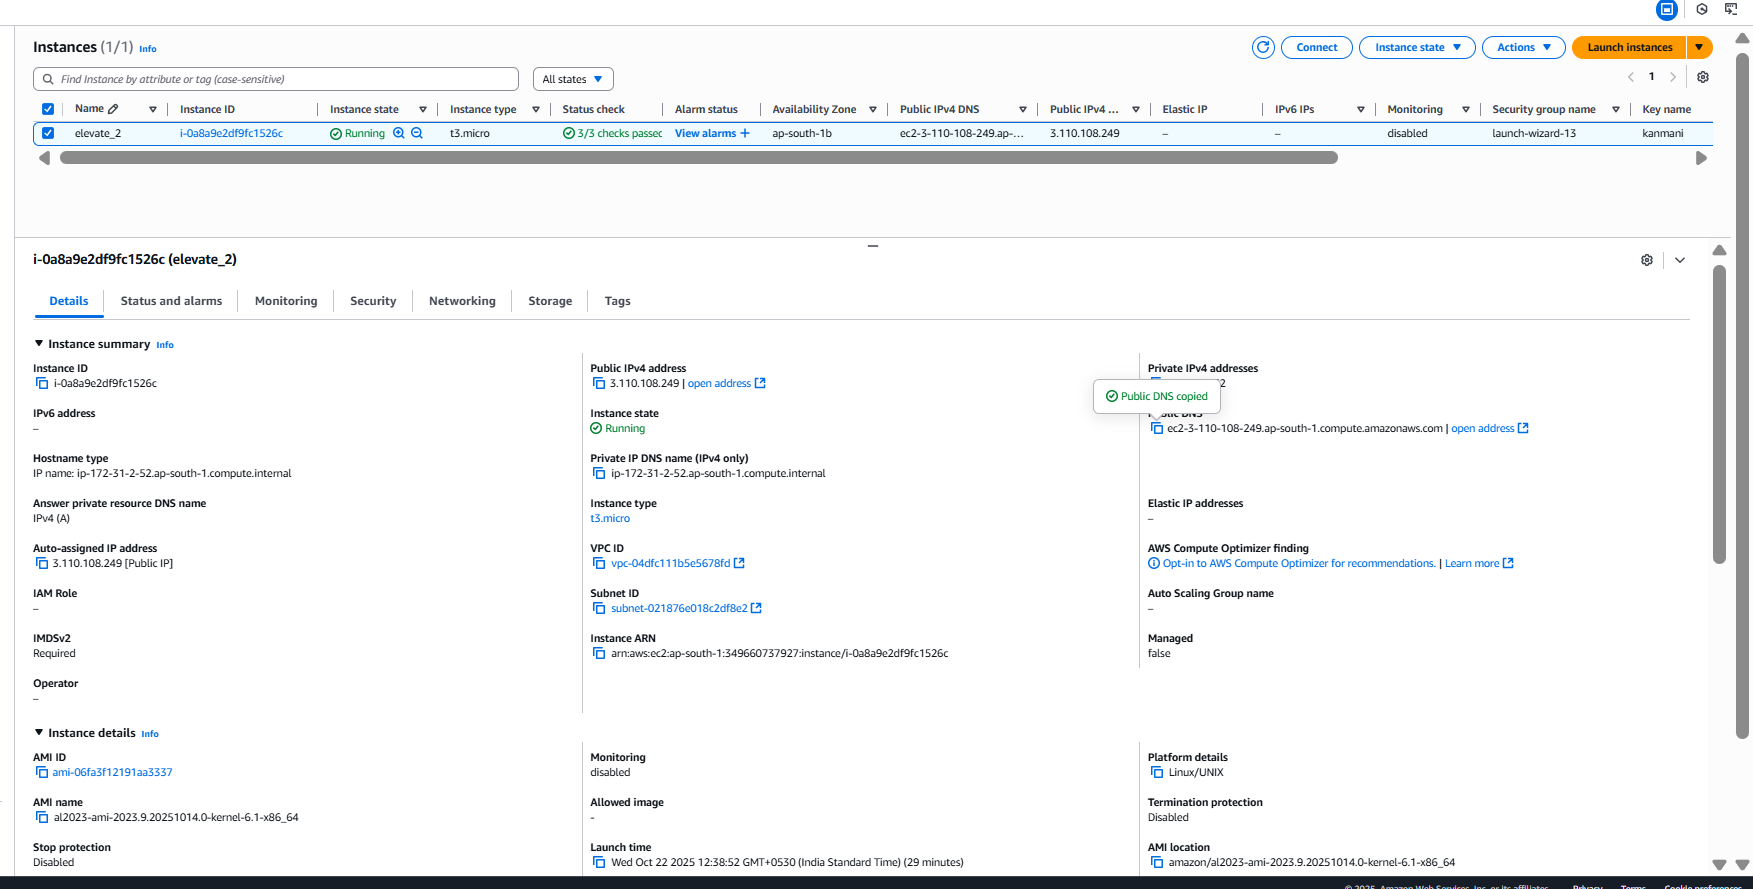 Instances (1/1) Info
Connect
Instance state
Actions
Launch instances
Find Instance by attribute or tag (case-sensitive)
All states
1
Name Instance ID Instance state Instance type Status check Alarm status Availability Zone Public IPv4 DNS Public IPv4 ... Elastic IP IPv6 IPs Monitoring Security group name Key name
elevate_2 i-0a8a9e2df9fc1526c Running t3.micro 3/3 checks passed View alarms + ap-south-1b ec2-3-110-108-249.ap-... 3.110.108.249 – – disabled launch-wizard-13 kanmani
i-0a8a9e2df9fc1526c (elevate_2)
Details Status and alarms Monitoring Security Networking Storage Tags
Instance summary Info
Instance ID
i-0a8a9e2df9fc1526c
Public IPv4 address
3.110.108.249 | open address
Private IPv4 addresses
2
Public DNS copied
IPv6 address
–
Instance state
Running
Public DNS
ec2-3-110-108-249.ap-south-1.compute.amazonaws.com | open address
Hostname type
IP name: ip-172-31-2-52.ap-south-1.compute.internal
Private IP DNS name (IPv4 only)
ip-172-31-2-52.ap-south-1.compute.internal
Answer private resource DNS name
IPv4 (A)
Instance type
t3.micro
Elastic IP addresses
–
Auto-assigned IP address
3.110.108.249 [Public IP]
VPC ID
vpc-04dfc111b5e5678fd
AWS Compute Optimizer finding
Opt-in to AWS Compute Optimizer for recommendations. | Learn more
IAM Role
–
Subnet ID
subnet-021876e018c2df8e2
Auto Scaling Group name
–
IMDSv2
Required
Instance ARN
arn:aws:ec2:ap-south-1:349660737927:instance/i-0a8a9e2df9fc1526c
Managed
false
Operator
–
Instance details Info
AMI ID
ami-06fa3f12191aa3337
Monitoring
disabled
Platform details
Linux/UNIX
AMI name
al2023-ami-2023.9.20251014.0-kernel-6.1-x86_64
Allowed image
-
Termination protection
Disabled
Stop protection
Disabled
Launch time
Wed Oct 22 2025 12:38:52 GMT+0530 (India Standard Time) (29 minutes)
AMI location
amazon/al2023-ami-2023.9.20251014.0-kernel-6.1-x86_64
© 2025, Amazon Web Services, Inc. or its affiliates. Privacy Terms Cookie preferences